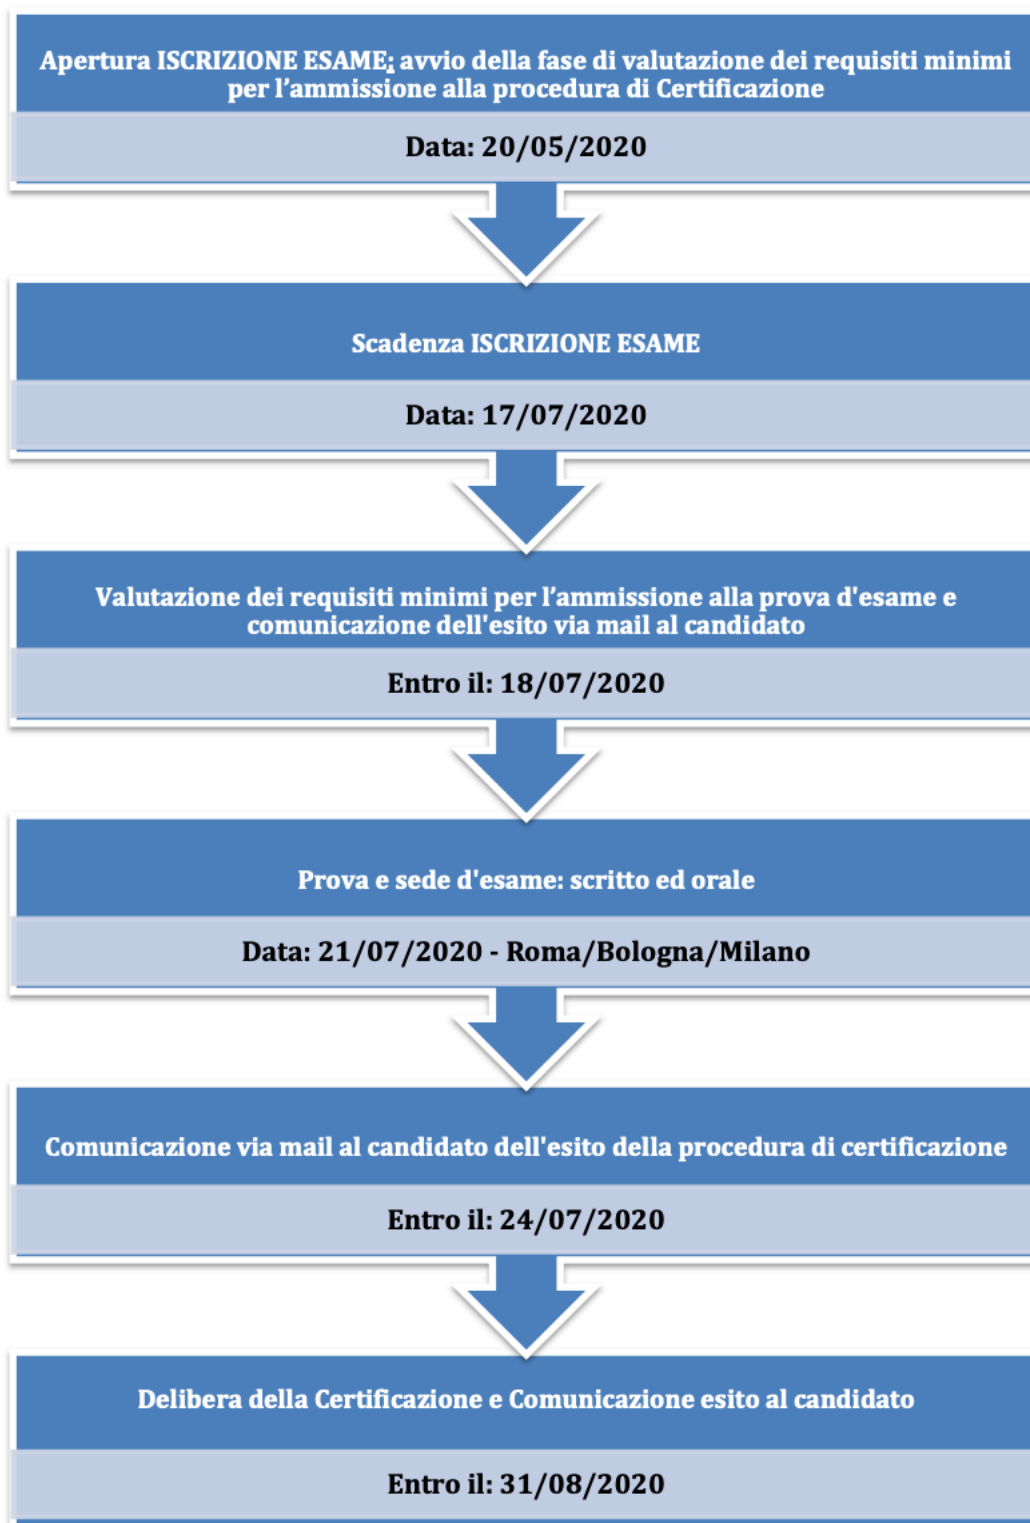 Apertura ISCRIZIONE ESAME; avvio della fase di valutazione dei requisiti minimi
per l’ammissione alla procedura di Certificazione
Data: 20/05/2020
Scadenza ISCRIZIONE ESAME
Data: 17/07/2020
Valutazione dei requisiti minimi per l’ammissione alla prova d'esame e
comunicazione dell'esito via mail al candidato
Entro il: 18/07/2020
Prova e sede d'esame: scritto ed orale
Data: 21/07/2020 - Roma/Bologna/Milano
Comunicazione via mail al candidato dell'esito della procedura di certificazione
Entro il: 24/07/2020
Delibera della Certificazione e Comunicazione esito al candidato
Entro il: 31/08/2020